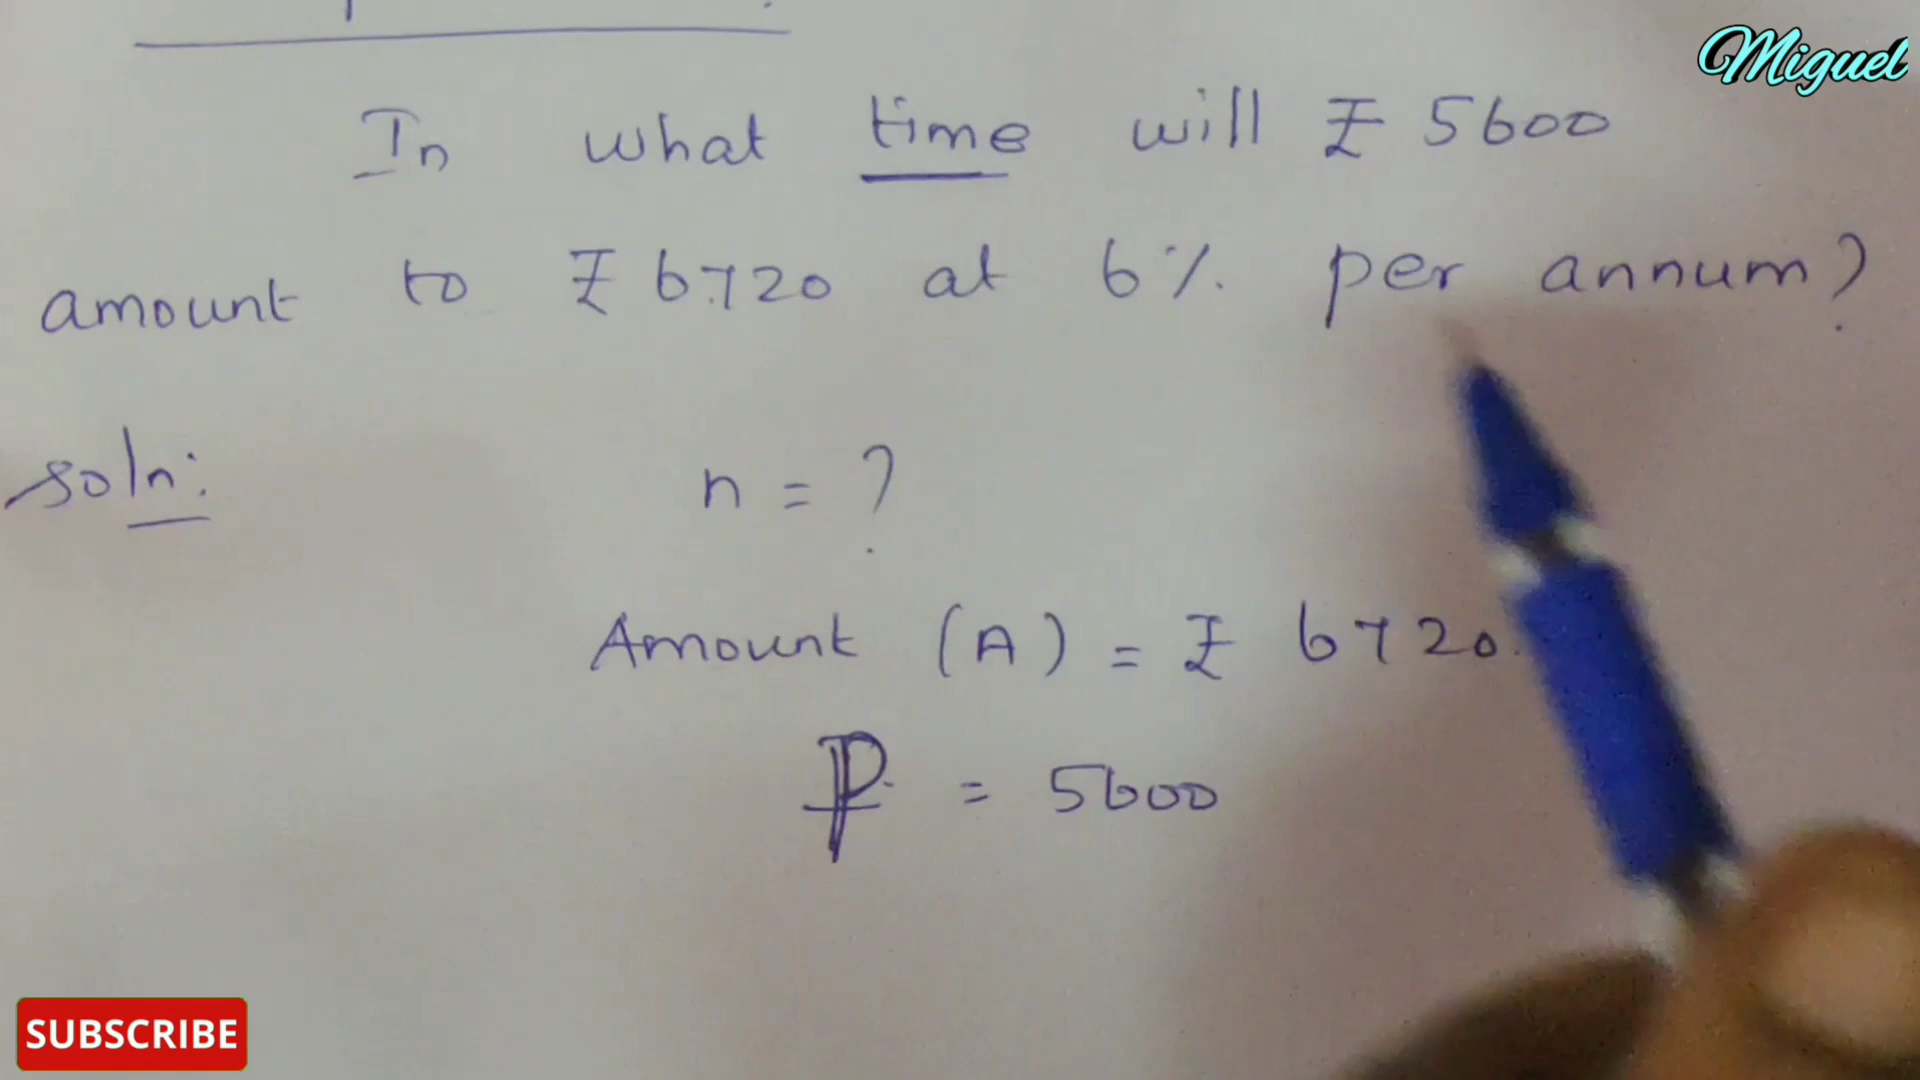 Miguel
In what time will ₹ 5600
amount to ₹ 6720 at 6% per annum?
soln:
n = ?
Amount (A) = ₹ 6720.
P = 5600
SUBSCRIBE